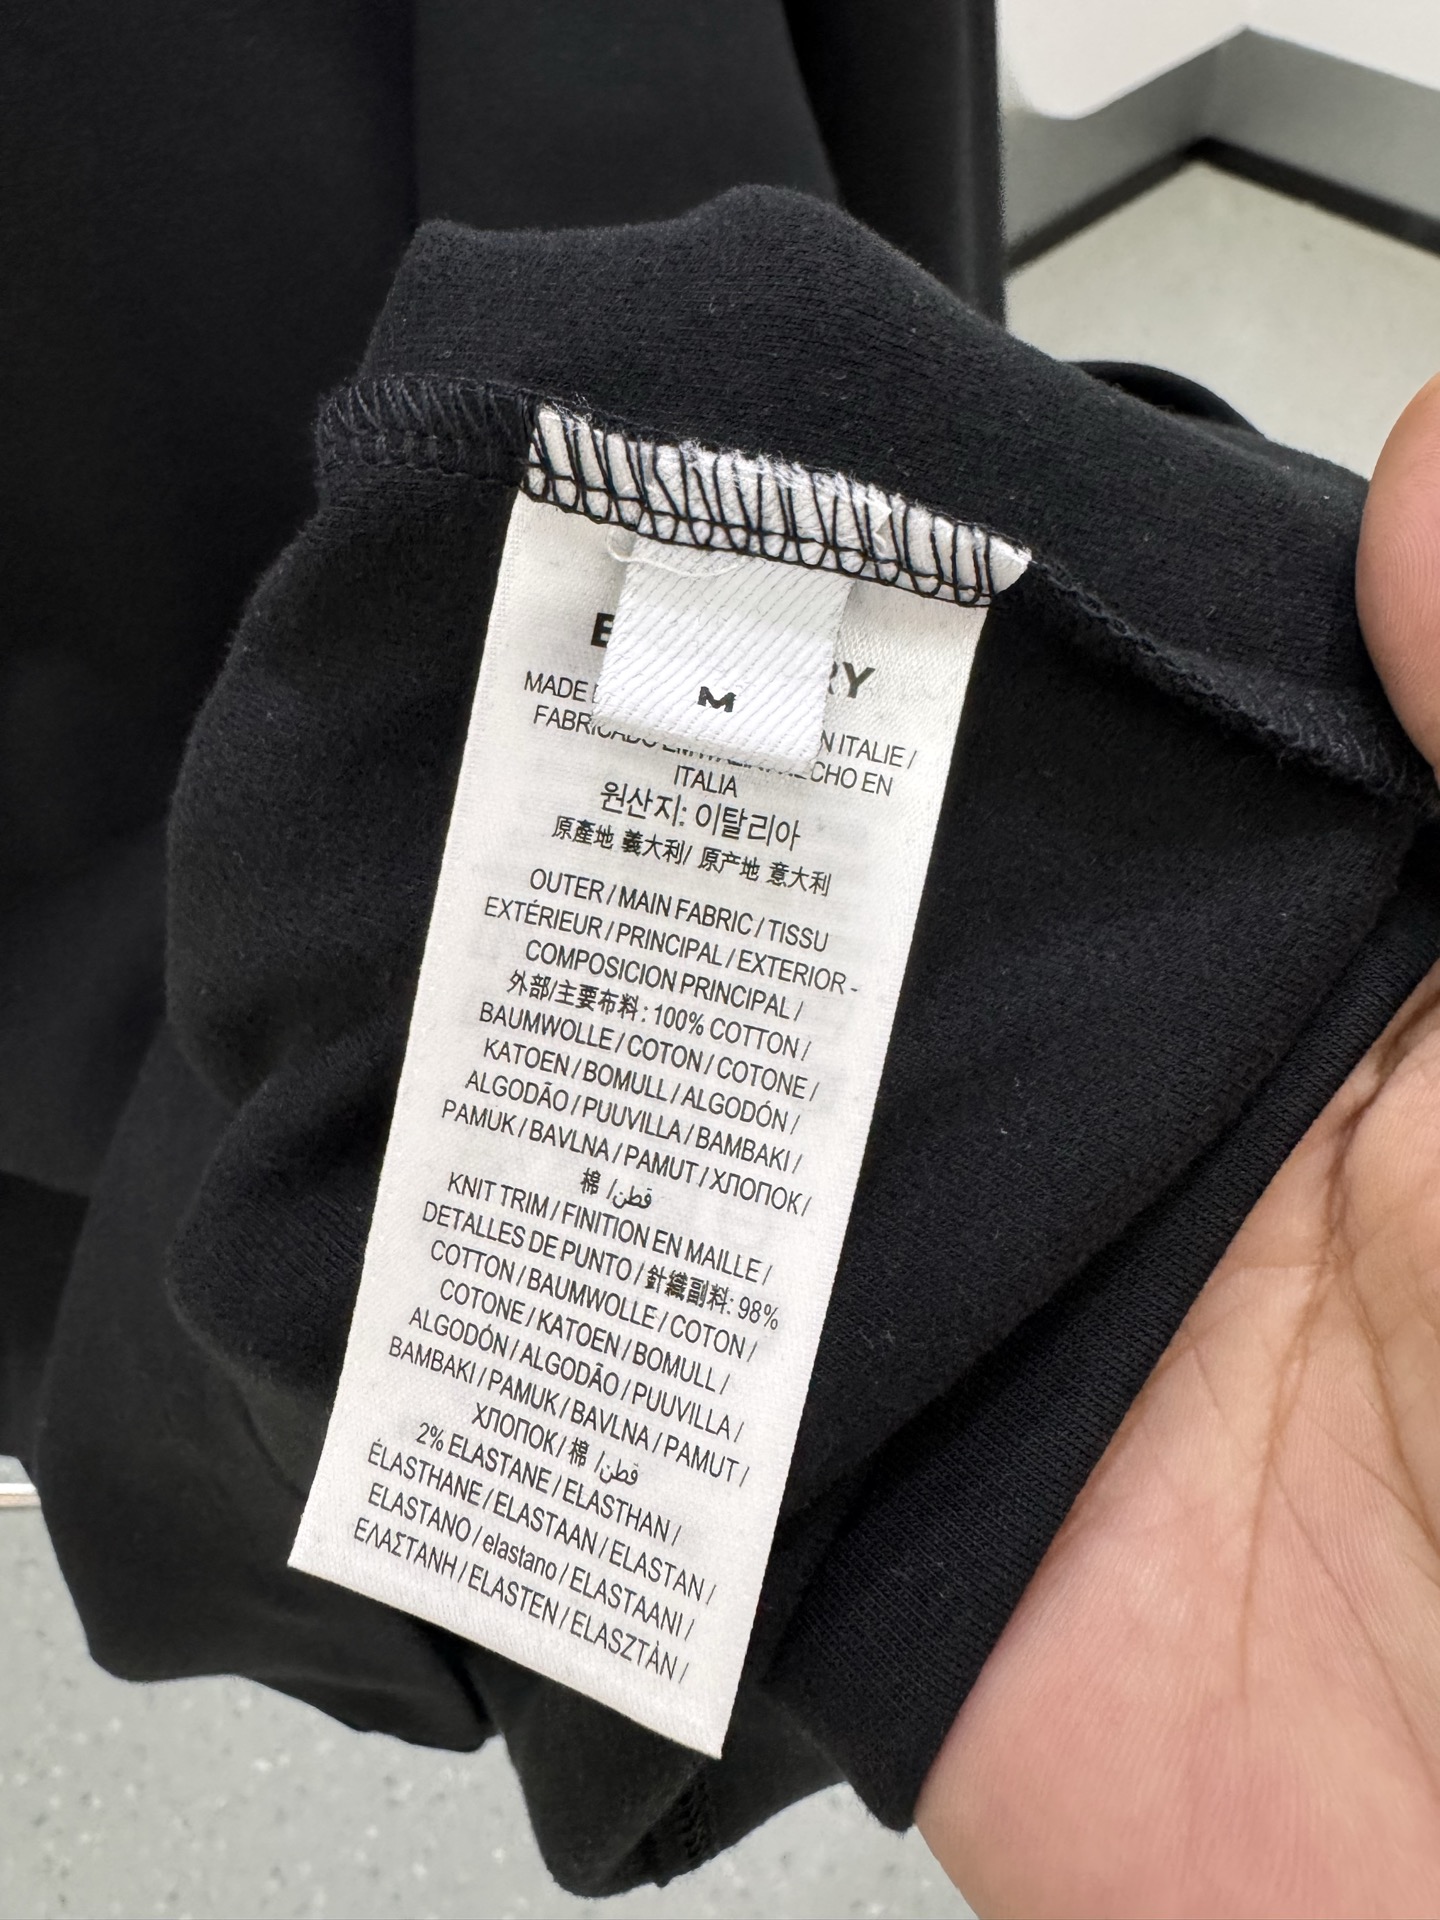 M
MADE
ITALIE /
CHO EN
ITALIA
원산지: 이탈리아
原產地 義大利/ 原产地 意大利
OUTER / MAIN FABRIC / TISSU
EXTÉRIEUR / PRINCIPAL / EXTERIOR -
COMPOSICION PRINCIPAL /
外部/主要布料: 100% COTTON /
BAUMWOLLE / COTON / COTONE /
KATOEN / BOMULL / ALGODÓN /
ALGODÃO / PUUVILLA / BAMBAKI /
PAMUK / BAVLNA / PAMUT / ХЛОПОК /
棉 / قطن
KNIT TRIM / FINITION EN MAILLE /
DETALLES DE PUNTO / 針織副料: 98%
COTTON / BAUMWOLLE / COTON /
COTONE / KATOEN / BOMULL /
ALGODÓN / ALGODÃO / PUUVILLA /
BAMBAKI / PAMUK / BAVLNA / PAMUT /
ХЛОПОК / 棉 / قطن
2% ELASTANE / ELASTHAN /
ÉLASTHANE / ELASTAAN / ELASTAN /
ELASTANO / elastano / ELASTAANI /
ΕΛΑΣΤΑΝΗ / ELASTEN / ELASZTÀN /